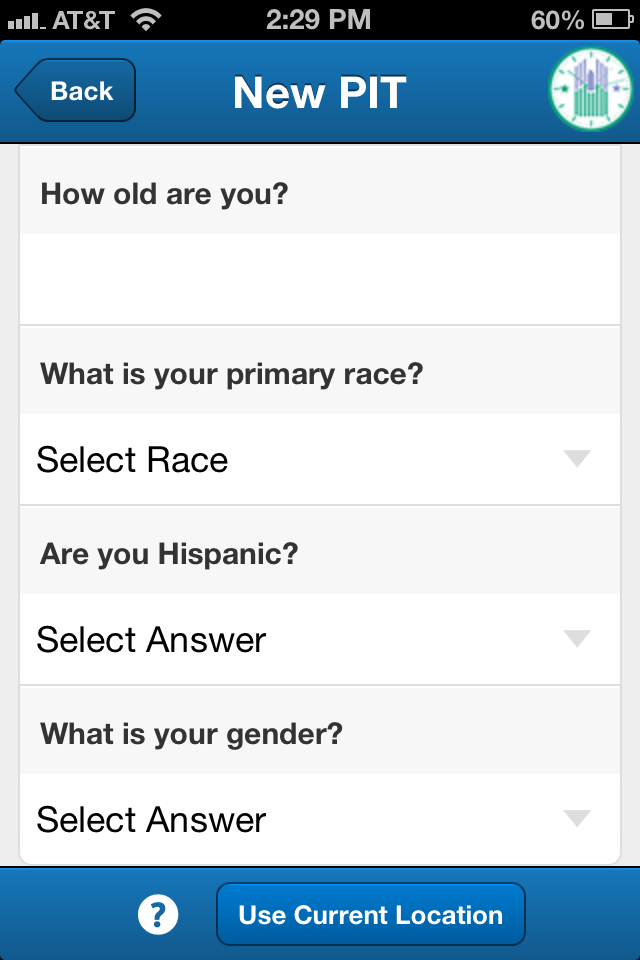 AT&T 2:29 PM 60%
Back New PIT
How old are you?
What is your primary race?
Select Race
Are you Hispanic?
Select Answer
What is your gender?
Select Answer
? Use Current Location